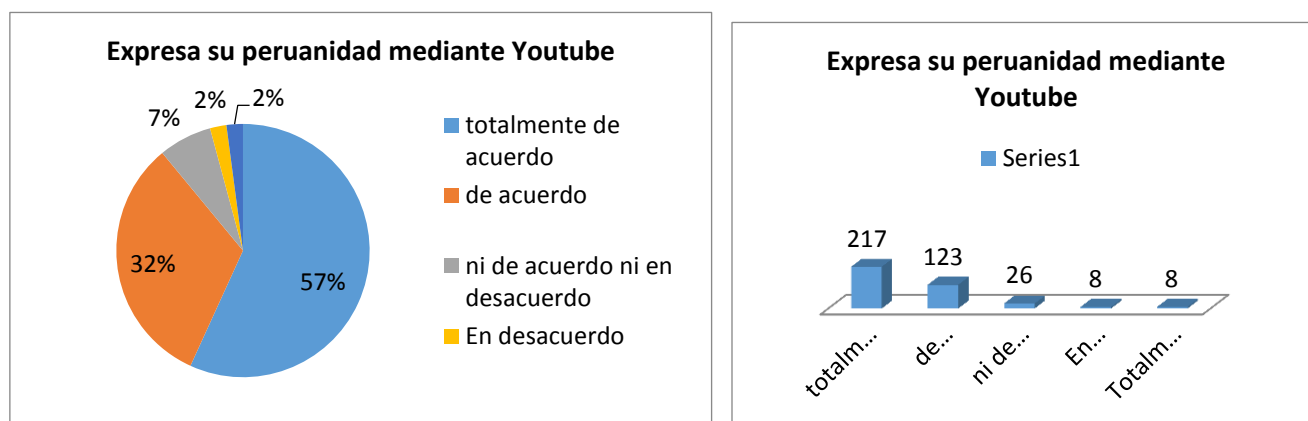 Expresa su peruanidad mediante Youtube
2%
2%
7%
32%
57%
totalmente de
acuerdo
de acuerdo
ni de acuerdo ni en
desacuerdo
En desacuerdo
Expresa su peruanidad mediante
Youtube
Series1
217
123
26
8
8
totalm...
de...
ni de...
En...
Totalm...